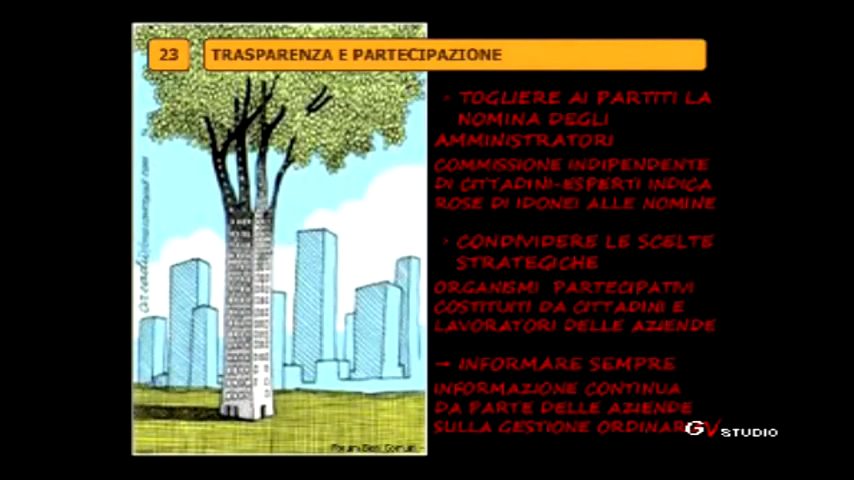 23 TRASPARENZA E PARTECIPAZIONE
- TOGLIERE AI PARTITI LA
NOMINA DEGLI
AMMINISTRATORI
COMMISSIONE INDIPENDENTE
DI CITTADINI-ESPERTI INDICA
ROSE DI IDONEI ALLE NOMINE
CONDIVIDERE LE SCELTE
STRATEGICHE
ORGANISMI PARTECIPATIVI
COSTITUITI DA CITTADINI E
LAVORATORI DELLE AZIENDE
→ INFORMARE SEMPRE
INFORMAZIONE CONTINUA
DA PARTE DELLE AZIENDE
SULLA GESTIONE
GV STUDIO